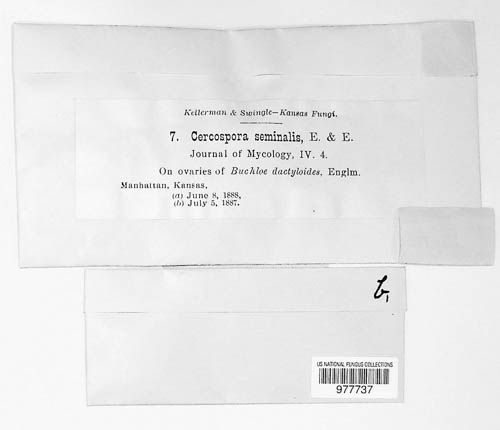 Kellerman & Swingle—Kansas Fungi.
7. Cercospora seminalis, E. & E.
Journal of Mycology, IV. 4.
On ovaries of Buchloe dactyloides, Englm.
Manhattan, Kansas,
(a) June 8, 1888,
(b) July 5, 1887.
b,
US NATIONAL FUNGUS COLLECTIONS
977737